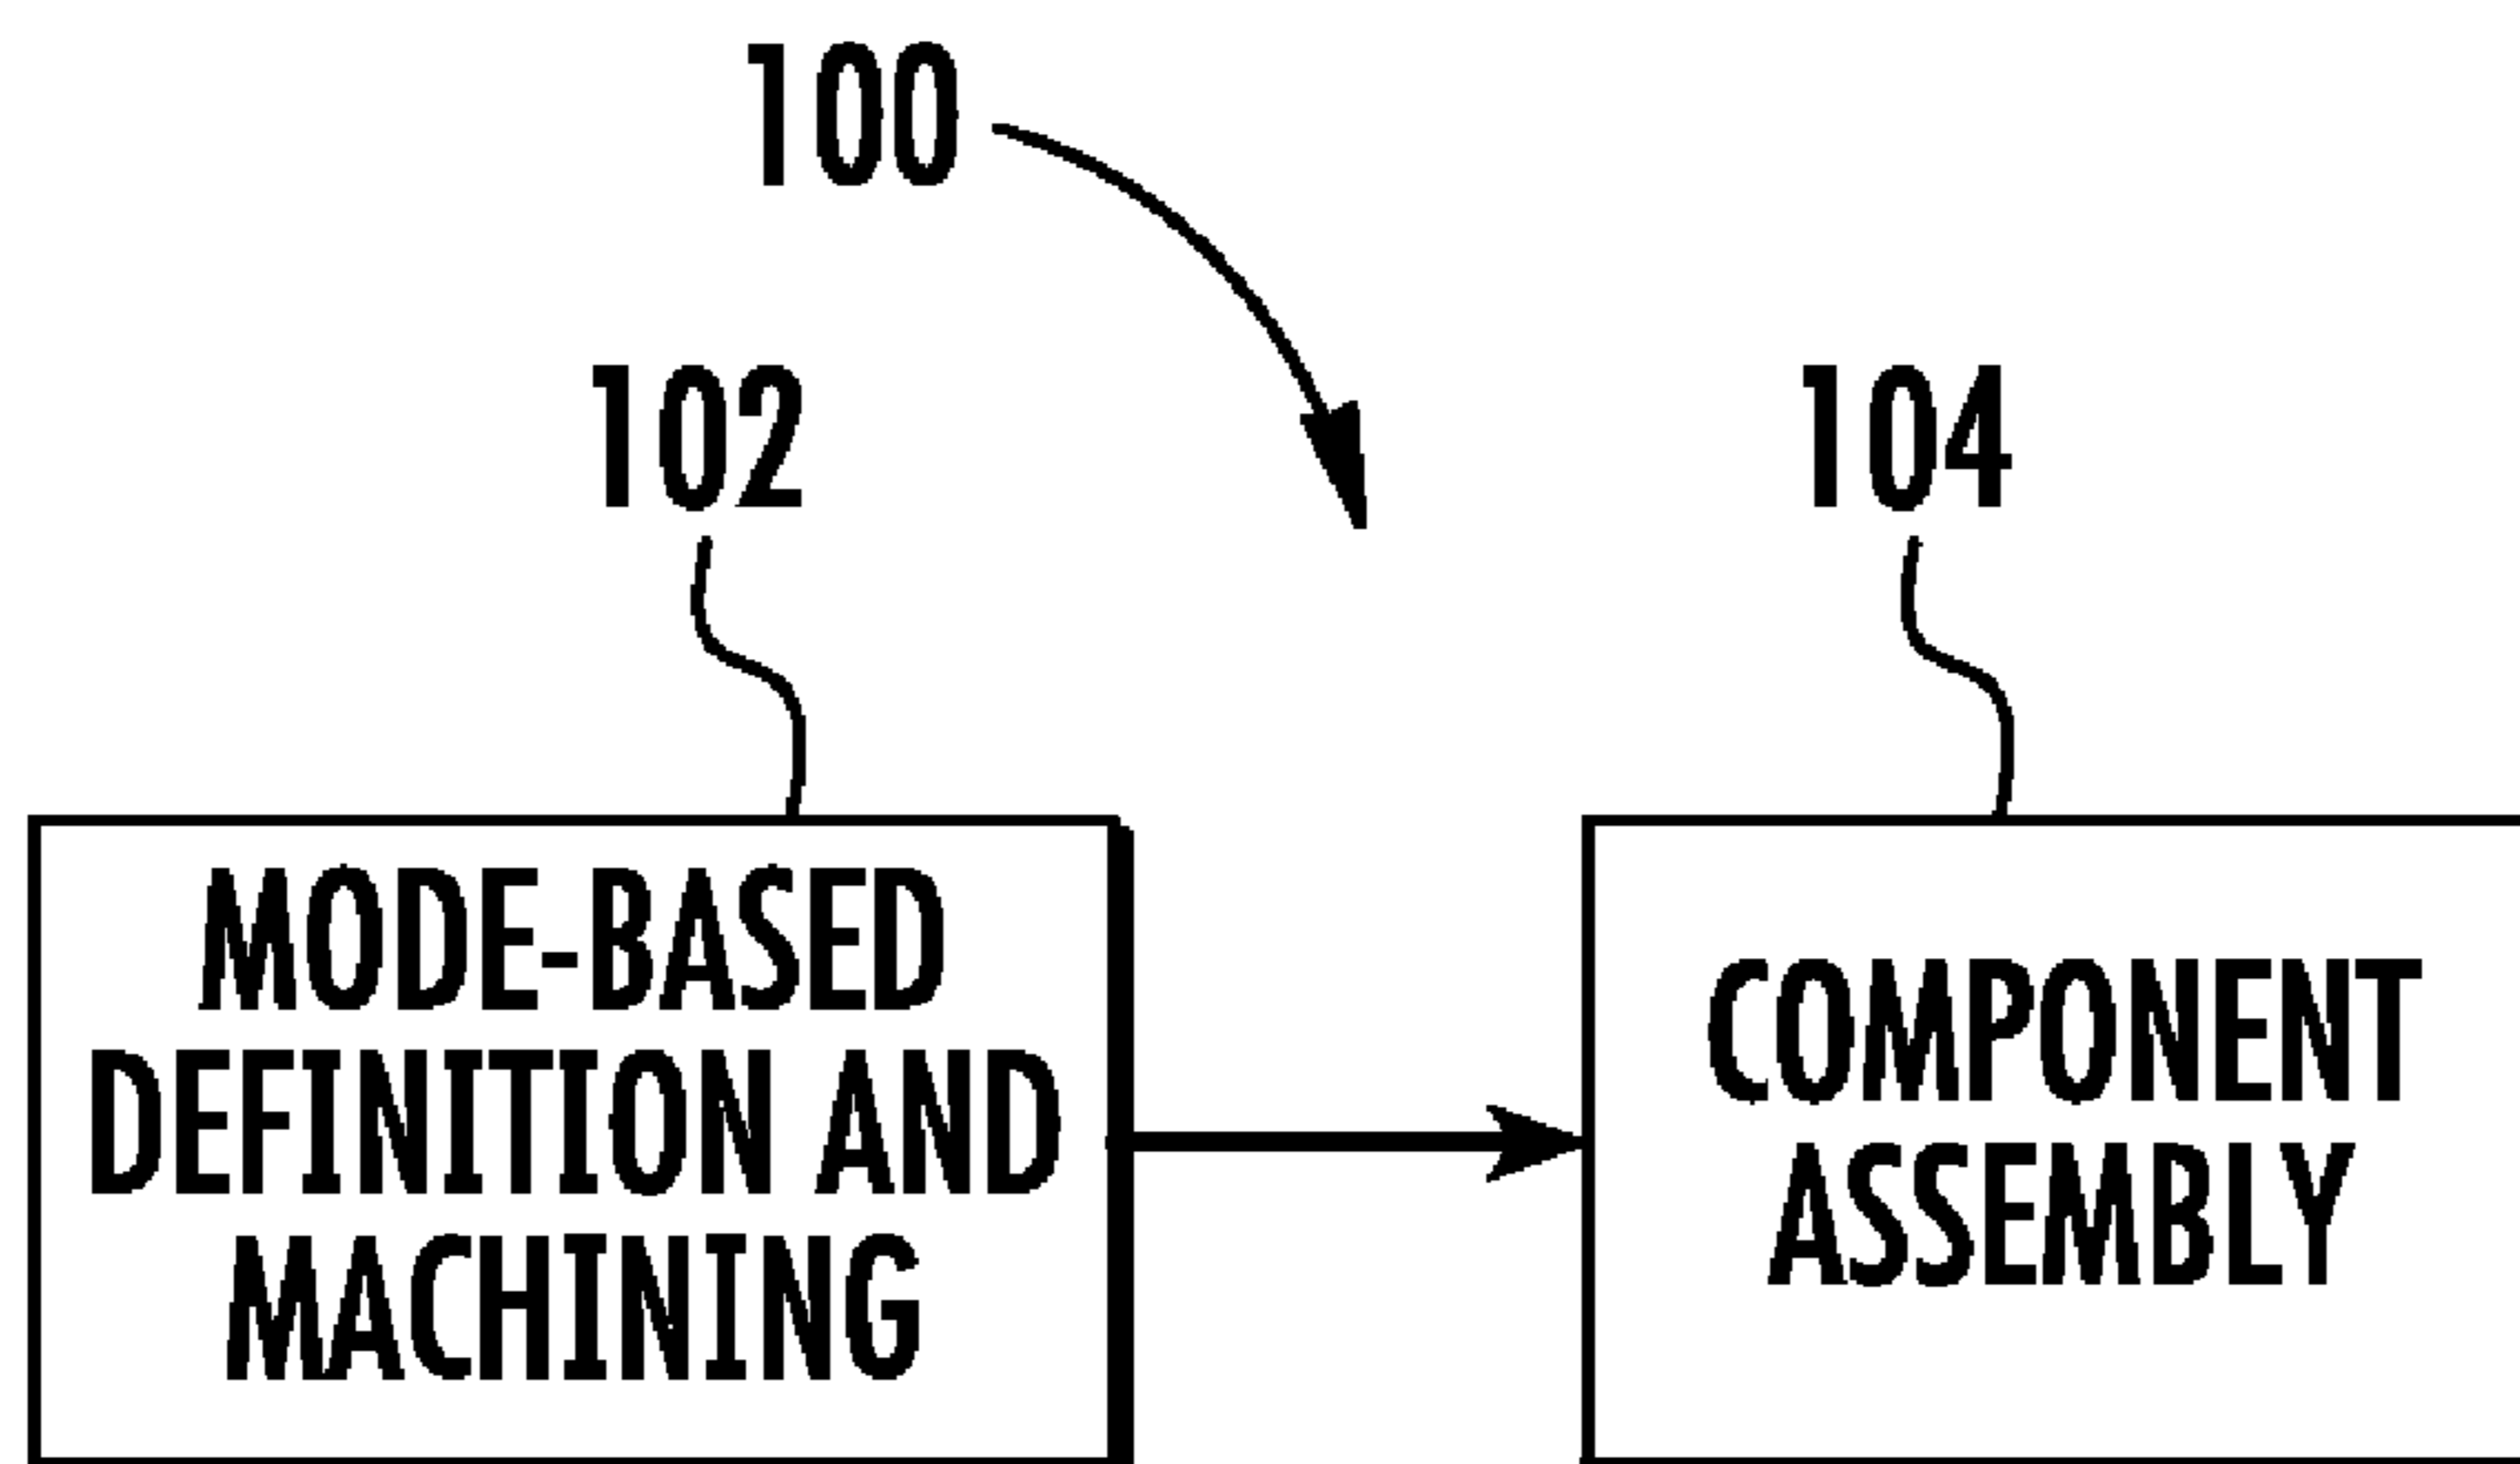 100
102
104
MODE-BASED
DEFINITION AND
MACHINING
COMPONENT
ASSEMBLY